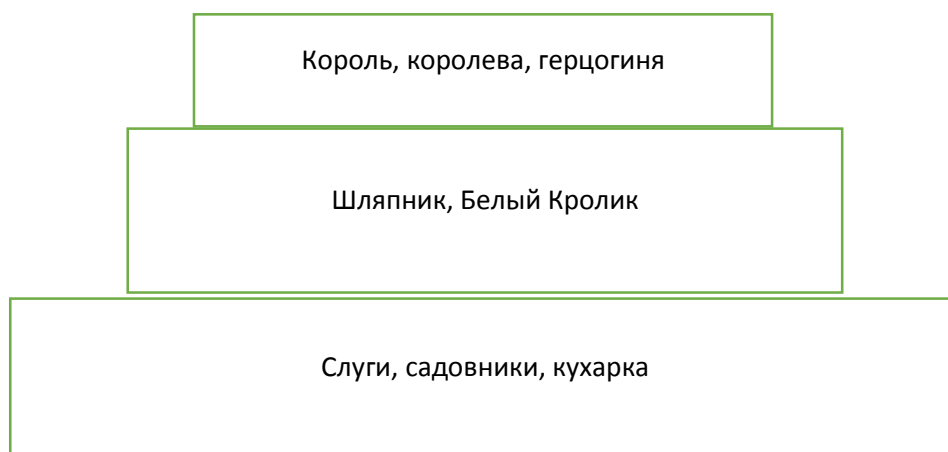 Король, королева, герцогиня
Шляпник, Белый Кролик
Слуги, садовники, кухарка